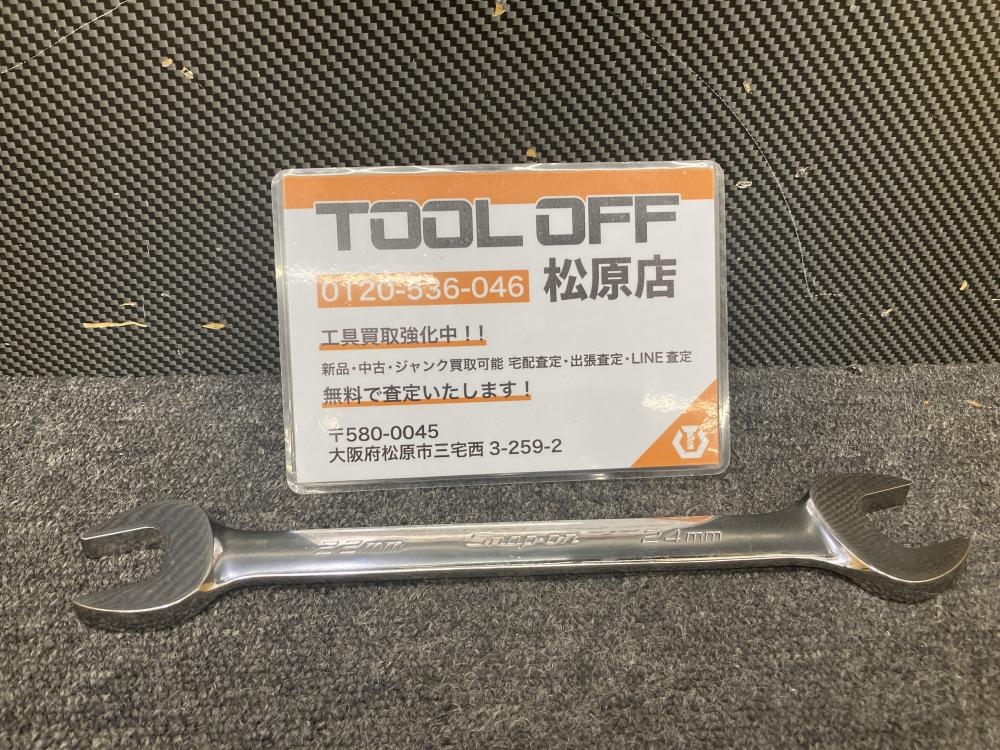 TOOL OFF
0120-536-046 松原店
工具買取強化中!!
新品・中古・ジャンク買取可能 宅配査定・出張査定・LINE査定
無料で査定いたします!
〒580-0045
大阪府松原市三宅西 3-259-2
22mm Snap-on 24mm